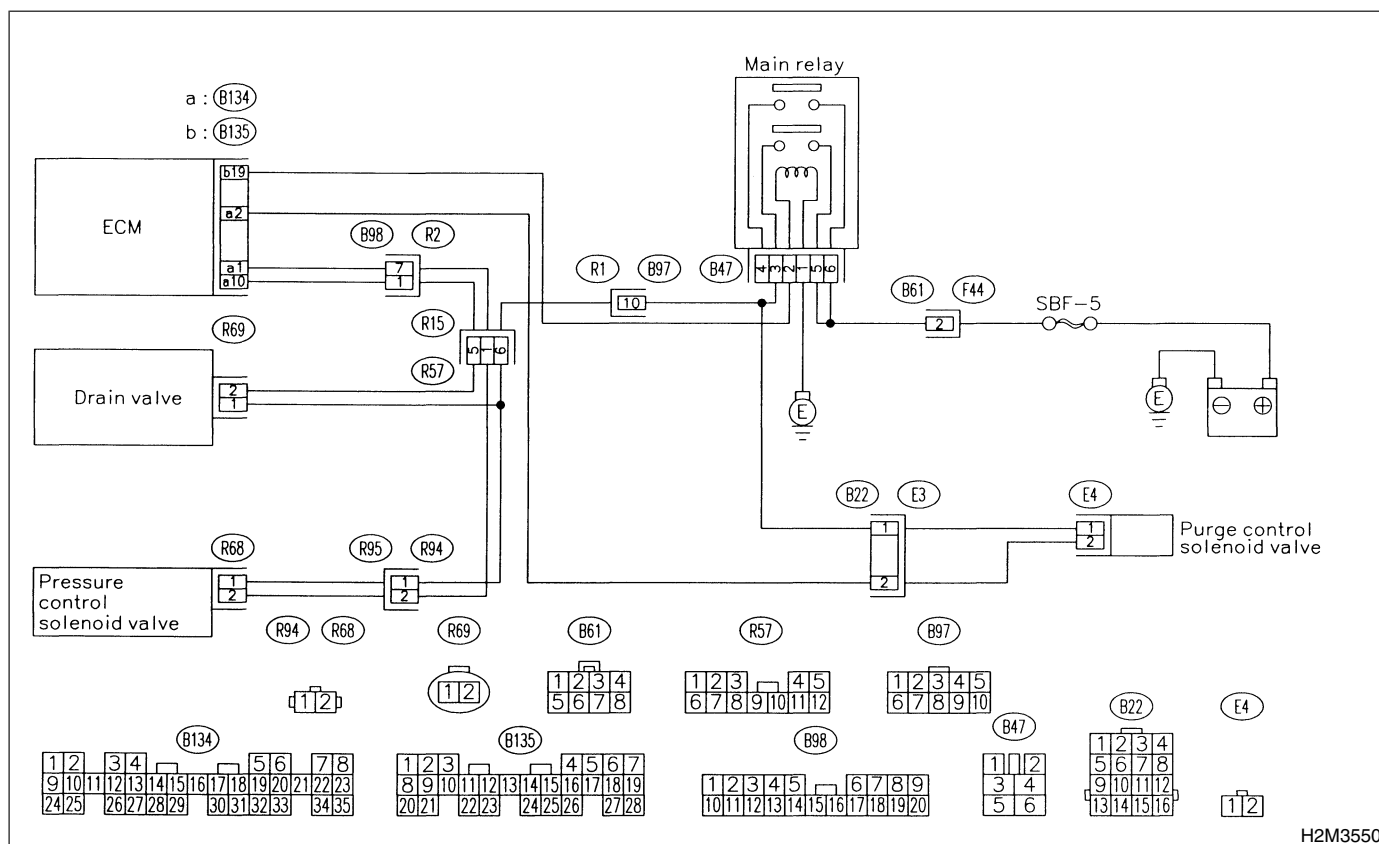 Main relay
a : B134
b : B135
ECM
b19
a2
a1
a10
B98 R2
7
1
R1 B97 B47
10
4 3 2 1 5 6
B61 F44
2
SBF-5
R69
R15
5 1 6
R57
Drain valve
2
1
E
E
⊖ ⊕
B22 E3
1
2
E4
1
2
Purge control
solenoid valve
R68
1
2
R95 R94
1
2
Pressure
control
solenoid valve
R94 R68
1 2
R69
1 2
B61
1 2 3 4
5 6 7 8
R57
1 2 3 4 5
6 7 8 9 10 11 12
B97
1 2 3 4 5
6 7 8 9 10
B134
1 2 3 4 5 6 7 8
9 10 11 12 13 14 15 16 17 18 19 20 21 22 23
24 25 26 27 28 29 30 31 32 33 34 35
B135
1 2 3 4 5 6 7
8 9 10 11 12 13 14 15 16 17 18 19
20 21 22 23 24 25 26 27 28
B98
1 2 3 4 5 6 7 8 9
10 11 12 13 14 15 16 17 18 19 20
B47
1 2
3 4
5 6
B22
1 2 3 4
5 6 7 8
9 10 11 12
13 14 15 16
E4
1 2
H2M3550